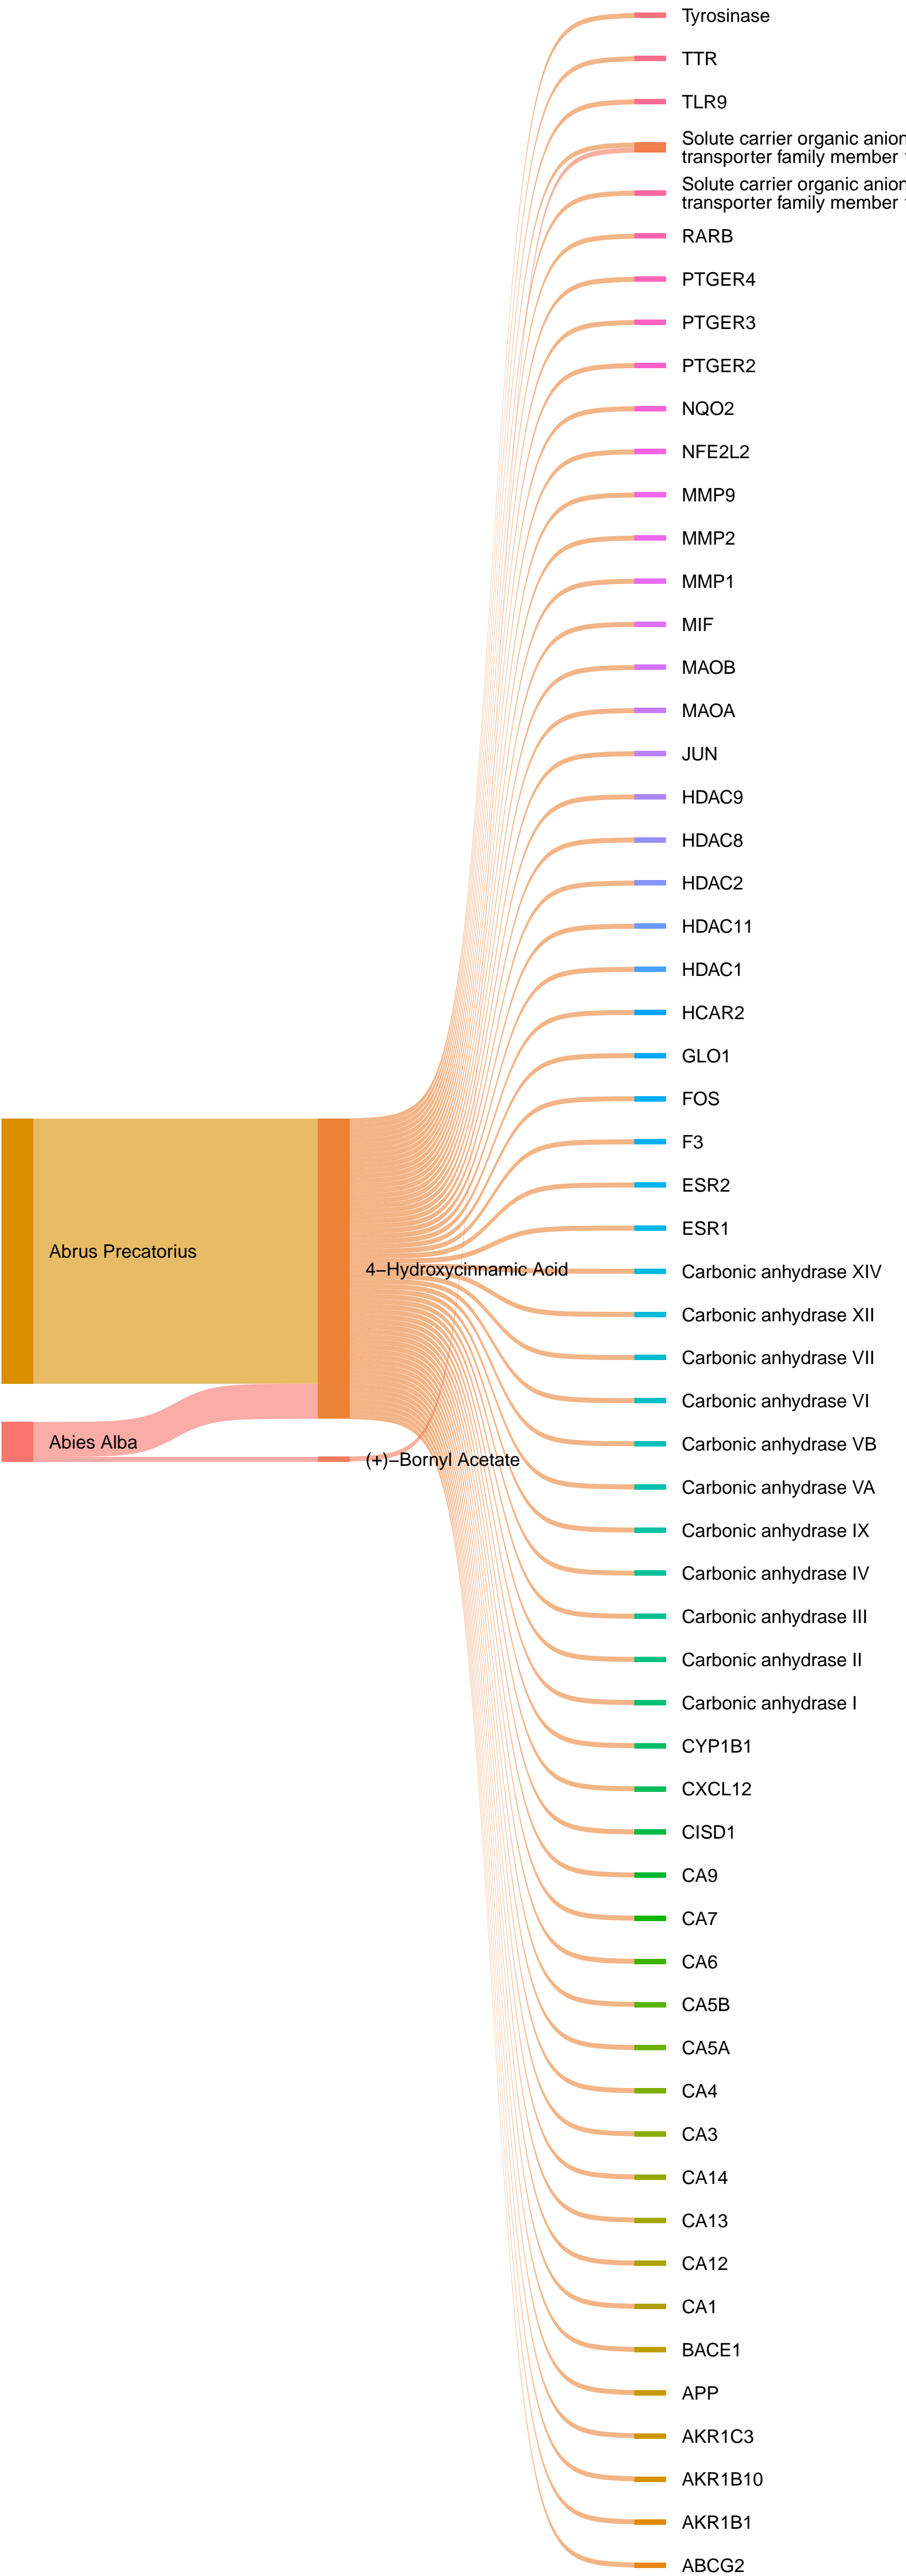 Tyrosinase
TTR
TLR9
Solute carrier organic anion
transporter family member
Solute carrier organic anion
transporter family member
RARB
PTGER4
PTGER3
PTGER2
NQO2
NFE2L2
MMP9
MMP2
MMP1
MIF
MAOB
MAOA
JUN
HDAC9
HDAC8
HDAC2
HDAC11
HDAC1
HCAR2
GLO1
FOS
F3
ESR2
ESR1
Abrus Precatorius
4−Hydroxycinnamic Acid
Carbonic anhydrase XIV
Carbonic anhydrase XII
Carbonic anhydrase VII
Carbonic anhydrase VI
Abies Alba
Carbonic anhydrase VB
(+)−Bornyl Acetate
Carbonic anhydrase VA
Carbonic anhydrase IX
Carbonic anhydrase IV
Carbonic anhydrase III
Carbonic anhydrase II
Carbonic anhydrase I
CYP1B1
CXCL12
CISD1
CA9
CA7
CA6
CA5B
CA5A
CA4
CA3
CA14
CA13
CA12
CA1
BACE1
APP
AKR1C3
AKR1B10
AKR1B1
ABCG2